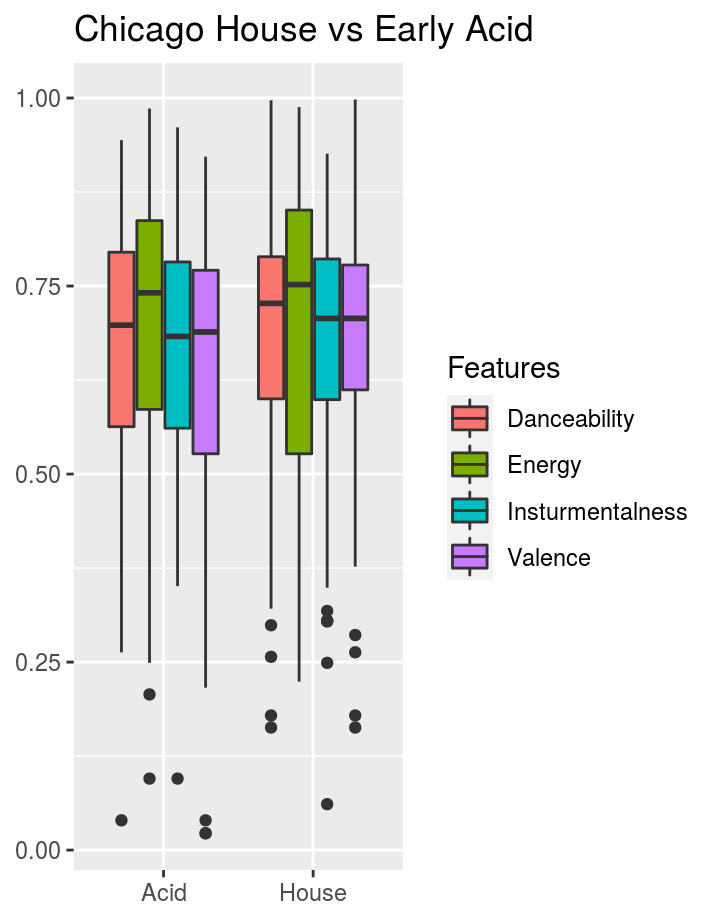 Chicago House vs Early Acid
1.00
0.75
0.50
0.25
0.00
Acid
House
Features
Danceability
Energy
Insturmentalness
Valence